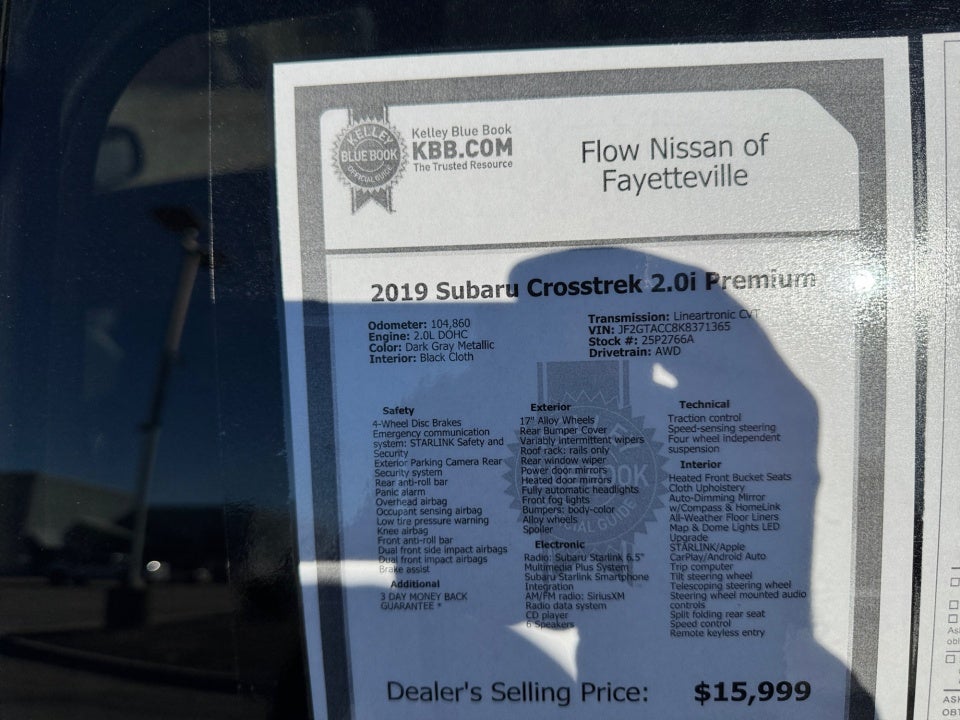 KELLEY
BLUE BOOK
OFFICIAL GUIDE
Kelley Blue Book
KBB.COM
The Trusted Resource
Flow Nissan of
Fayetteville
2019 Subaru Crosstrek 2.0i Premium
Odometer: 104,860
Engine: 2.0L DOHC
Color: Dark Gray Metallic
Interior: Black Cloth
Transmission: Lineartronic CVT
VIN: JF2GTACC8K8371365
Stock #: 25P2766A
Drivetrain: AWD
Safety
4-Wheel Disc Brakes
Emergency communication
system: STARLINK Safety and
Security
Exterior Parking Camera Rear
Security system
Rear anti-roll bar
Panic alarm
Overhead airbag
Occupant sensing airbag
Low tire pressure warning
Knee airbag
Front anti-roll bar
Dual front side impact airbags
Dual front impact airbags
Brake assist
Additional
3 DAY MONEY BACK
GUARANTEE *
Exterior
17" Alloy Wheels
Rear Bumper Cover
Variably intermittent wipers
Roof rack: rails only
Rear window wiper
Power door mirrors
Heated door mirrors
Fully automatic headlights
Front fog lights
Bumpers: body-color
Alloy wheels
Spoiler
Electronic
Radio: Subaru Starlink 6.5"
Multimedia Plus System
Subaru Starlink Smartphone
Integration
AM/FM radio: SiriusXM
Radio data system
CD player
6 Speakers
Technical
Traction control
Speed-sensing steering
Four wheel independent
suspension
Interior
Heated Front Bucket Seats
Cloth Upholstery
Auto-Dimming Mirror
w/Compass & HomeLink
All-Weather Floor Liners
Map & Dome Lights LED
Upgrade
STARLINK/Apple
CarPlay/Android Auto
Trip computer
Tilt steering wheel
Telescoping steering wheel
Steering wheel mounted audio
controls
Split folding rear seat
Speed control
Remote keyless entry
Dealer's Selling Price: $15,999